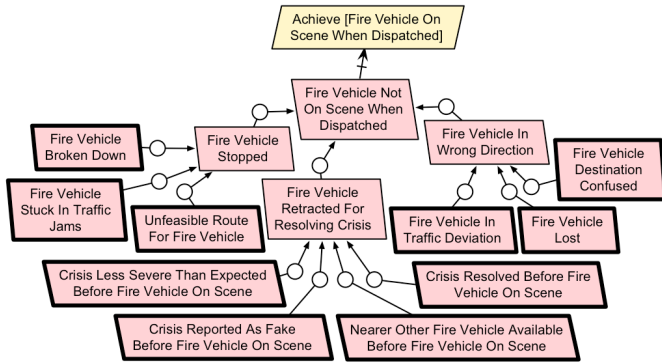 Achieve [Fire Vehicle On
Scene When Dispatched]
Fire Vehicle Not
On Scene When
Dispatched
Fire Vehicle
Broken Down
Fire Vehicle
Stopped
Fire Vehicle In
Wrong Direction
Fire Vehicle
Destination
Confused
Fire Vehicle
Stuck In Traffic
Jams
Unfeasible Route
For Fire Vehicle
Fire Vehicle
Retracted For
Resolving Crisis
Fire Vehicle In
Traffic Deviation
Fire Vehicle
Lost
Crisis Less Severe Than Expected
Before Fire Vehicle On Scene
Crisis Resolved Before Fire
Vehicle On Scene
Crisis Reported As Fake
Before Fire Vehicle On Scene
Nearer Other Fire Vehicle Available
Before Fire Vehicle On Scene